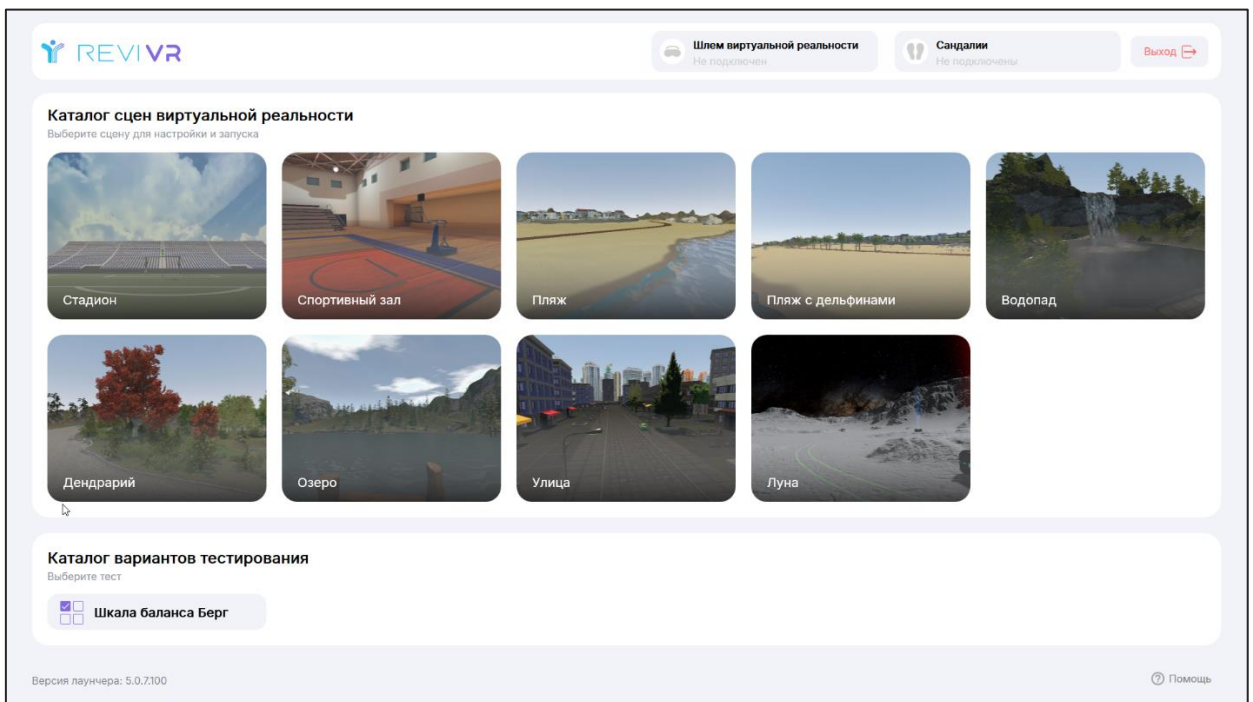 REVIVR
Шлем виртуальной реальности
Не подключен
Сандалии
Не подключены
Выход
Каталог сцен виртуальной реальности
Выберите сцену для настройки и запуска
Стадион
Спортивный зал
Пляж
Пляж с дельфинами
Водопад
Дендрарий
Озеро
Улица
Луна
Каталог вариантов тестирования
Выберите тест
Шкала баланса Берг
Версия лаунчера: 5.0.7.100
Помощь